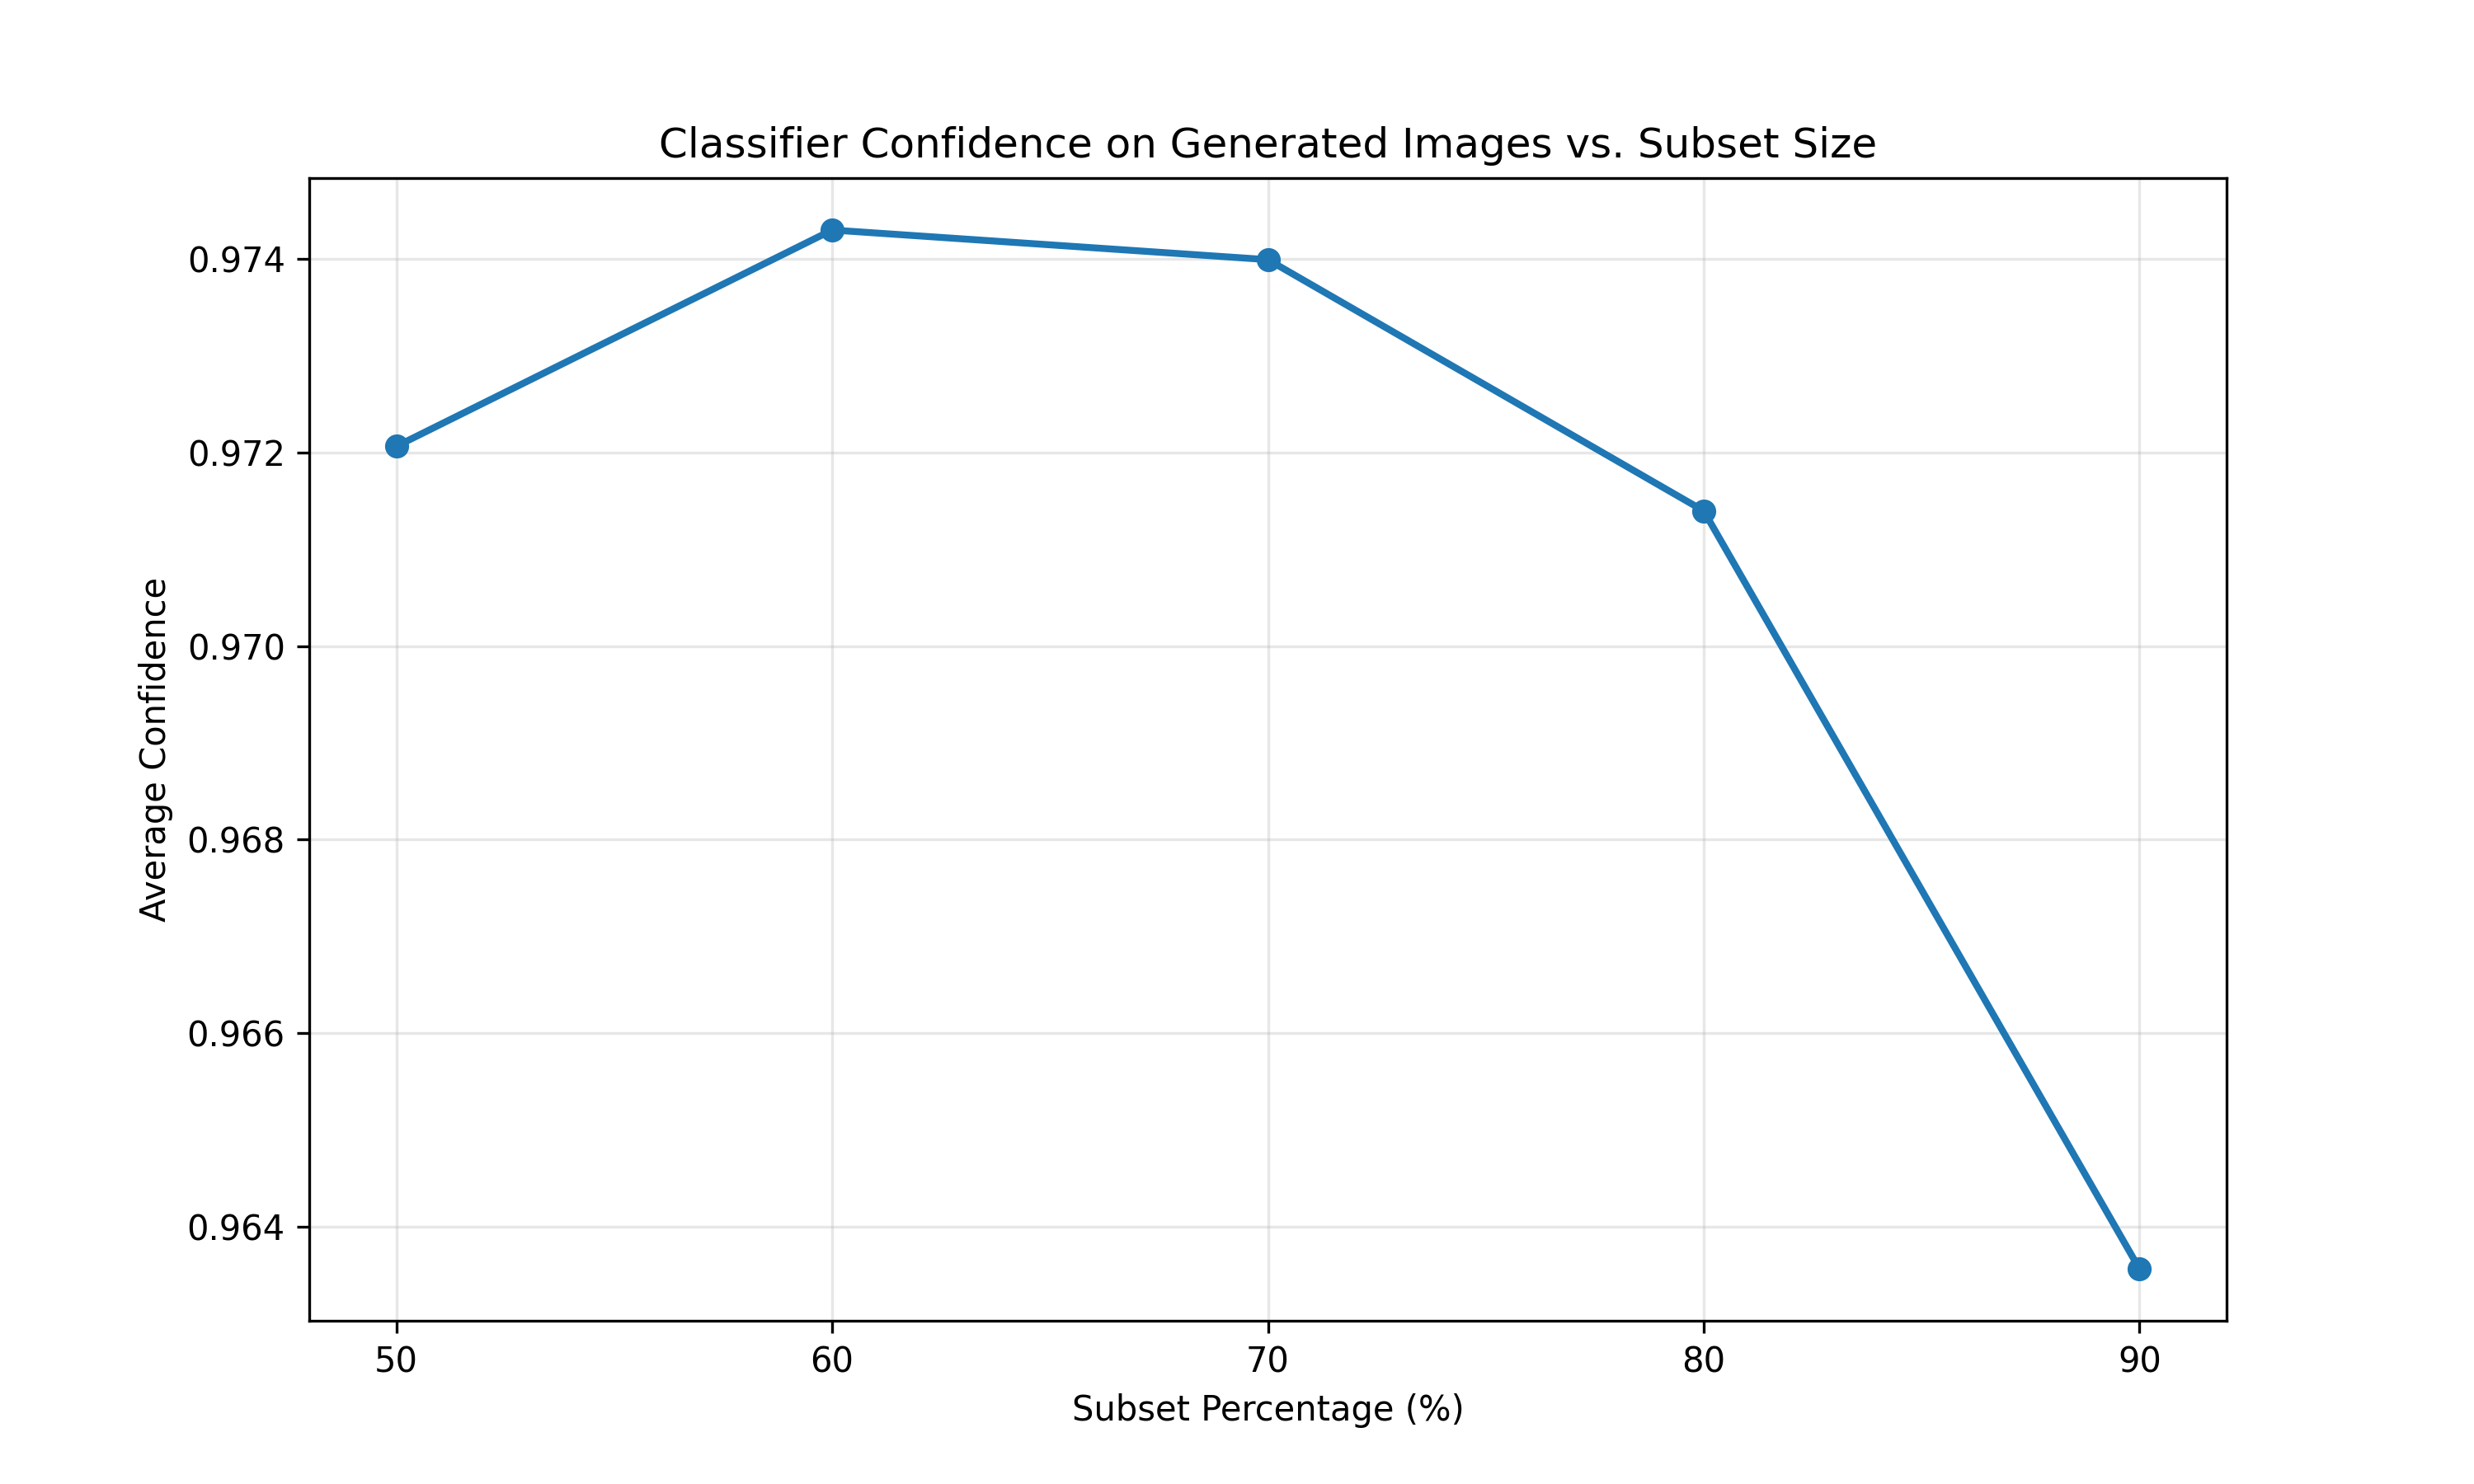 Classifier Confidence on Generated Images vs. Subset Size
Average Confidence
0.974
0.972
0.970
0.968
0.966
0.964
50 60 70 80 90
Subset Percentage (%)